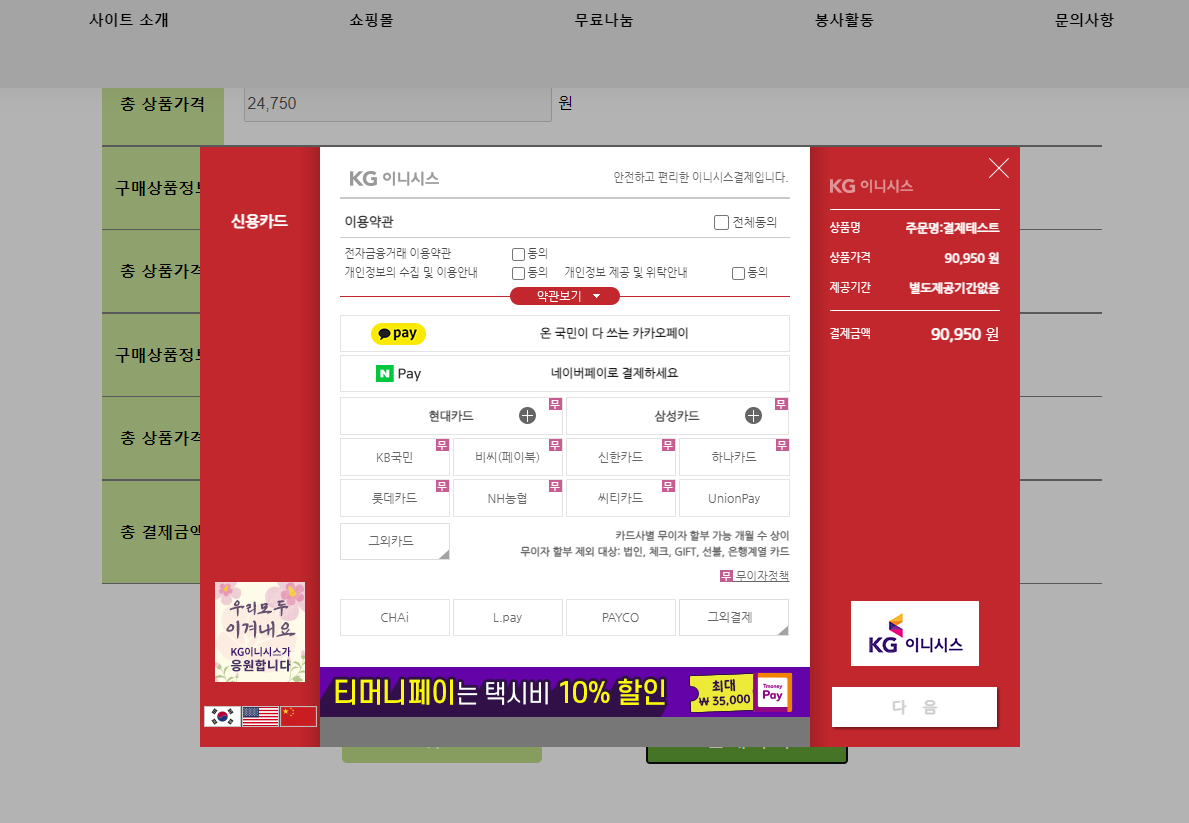 사이트 소개 쇼핑몰 무료나눔 봉사활동 문의사항
총 상품가격 24,750 원
구매상품정보
총 상품가격
구매상품정보
총 상품가격
총 결제금액
신용카드
우리모두
이겨내요
KG이니시스가
응원합니다
KG 이니시스 안전하고 편리한 이니시스결제입니다.
이용약관 전체동의
전자금융거래 이용약관 동의
개인정보의 수집 및 이용안내 동의 개인정보 제공 및 위탁안내 동의
약관보기
pay 온 국민이 다 쓰는 카카오페이
N Pay 네이버페이로 결제하세요
현대카드 무 삼성카드 무
KB국민 무 비씨(페이북) 무 신한카드 무 하나카드 무
롯데카드 무 NH농협 무 씨티카드 무 UnionPay
그외카드 카드사별 무이자 할부 가능 개월 수 상이
무이자 할부 제외 대상: 법인, 체크, GIFT, 선불, 은행계열 카드
무 무이자정책
CHAi L.pay PAYCO 그외결제
티머니페이는 택시비 10% 할인 최대 ₩ 35,000 Tmoney Pay
KG 이니시스
상품명 주문명:결제테스트
상품가격 90,950 원
제공기간 별도제공기간없음
결제금액 90,950 원
KG 이니시스
다 음